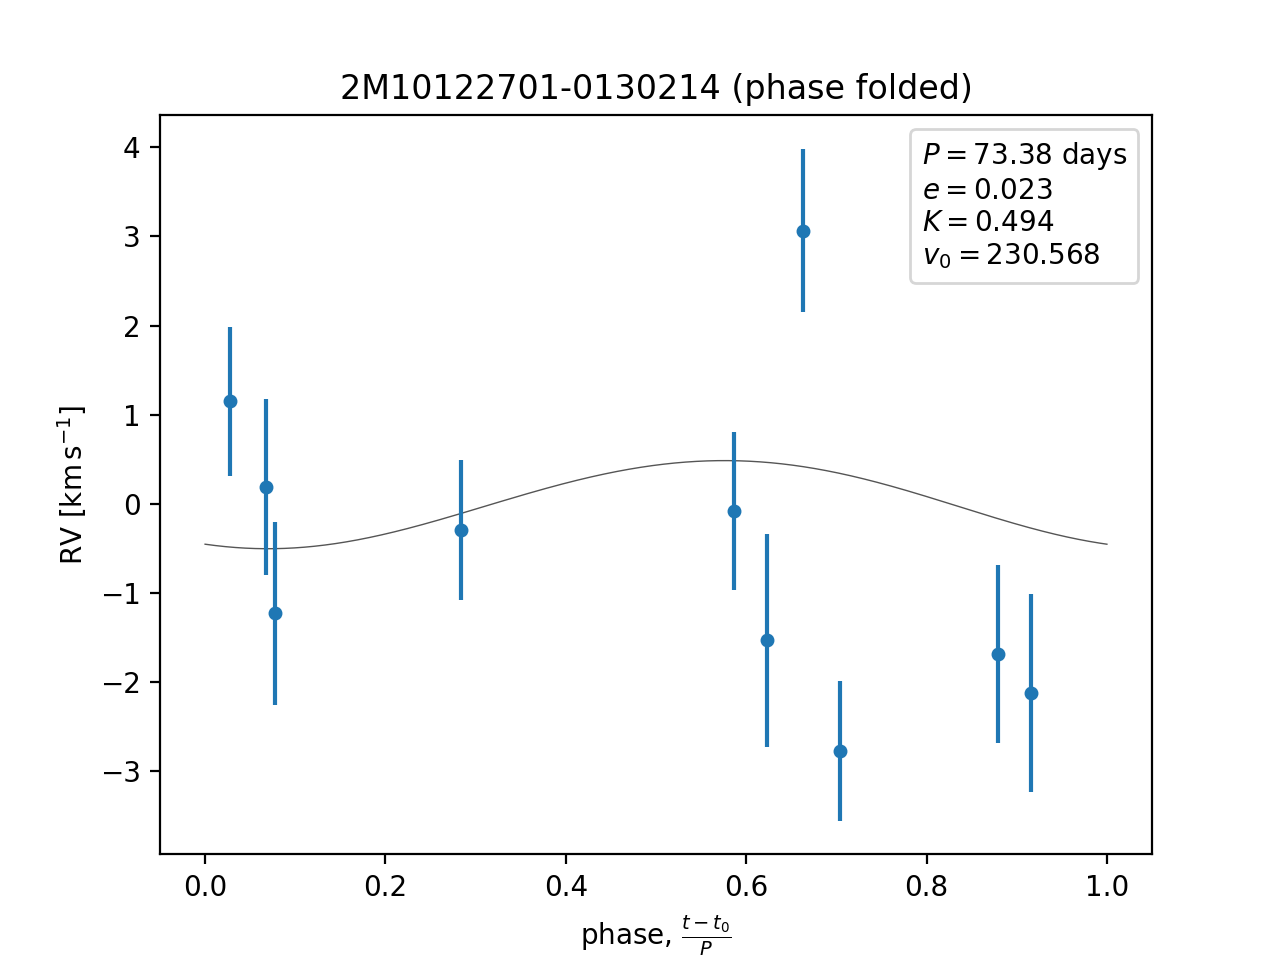 2M10122701-0130214 (phase folded)
P = 73.38 days
e = 0.023
K = 0.494
v₀ = 230.568
4
3
2
1
0
−1
−2
−3
RV [km s⁻¹]
0.0 0.2 0.4 0.6 0.8 1.0
phase, (t − t₀)/P